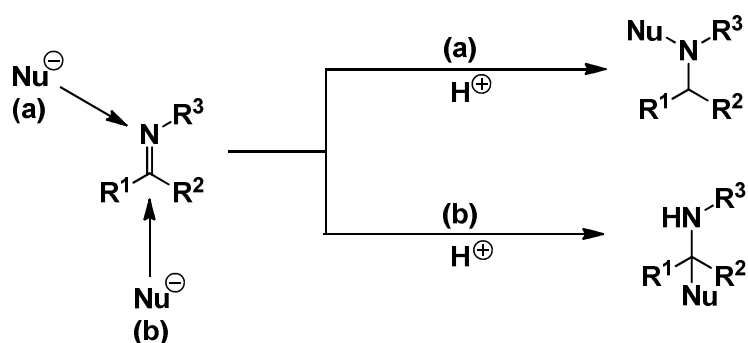 Nu⊖
(a)
N
R³
R¹
R²
Nu⊖
(b)
(a)
H⊕
(b)
H⊕
Nu
N
R³
R¹
R²
HN
R³
R¹
R²
Nu